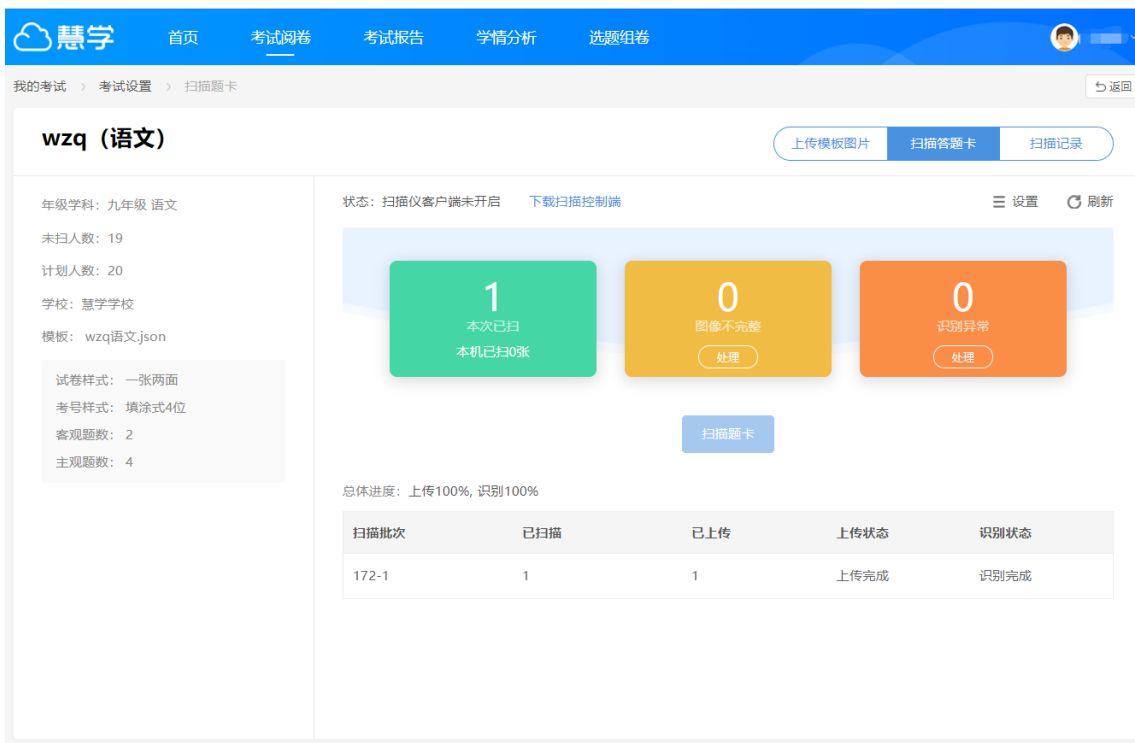 慧学 首页 考试阅卷 考试报告 学情分析 选题组卷
我的考试 > 考试设置 > 扫描题卡 返回
wzq（语文） 上传模板图片 扫描答题卡 扫描记录
年级学科：九年级 语文
未扫人数：19
计划人数：20
学校：慧学学校
模板： wzq语文.json
试卷样式： 一张两面
考号样式： 填涂式4位
客观题数： 2
主观题数： 4
状态：扫描仪客户端未开启 下载扫描控制端 设置 刷新
1
本次已扫
本机已扫0张
0
图像不完整
处理
0
识别异常
处理
扫描题卡
总体进度：上传100%, 识别100%
扫描批次 已扫描 已上传 上传状态 识别状态
172-1 1 1 上传完成 识别完成